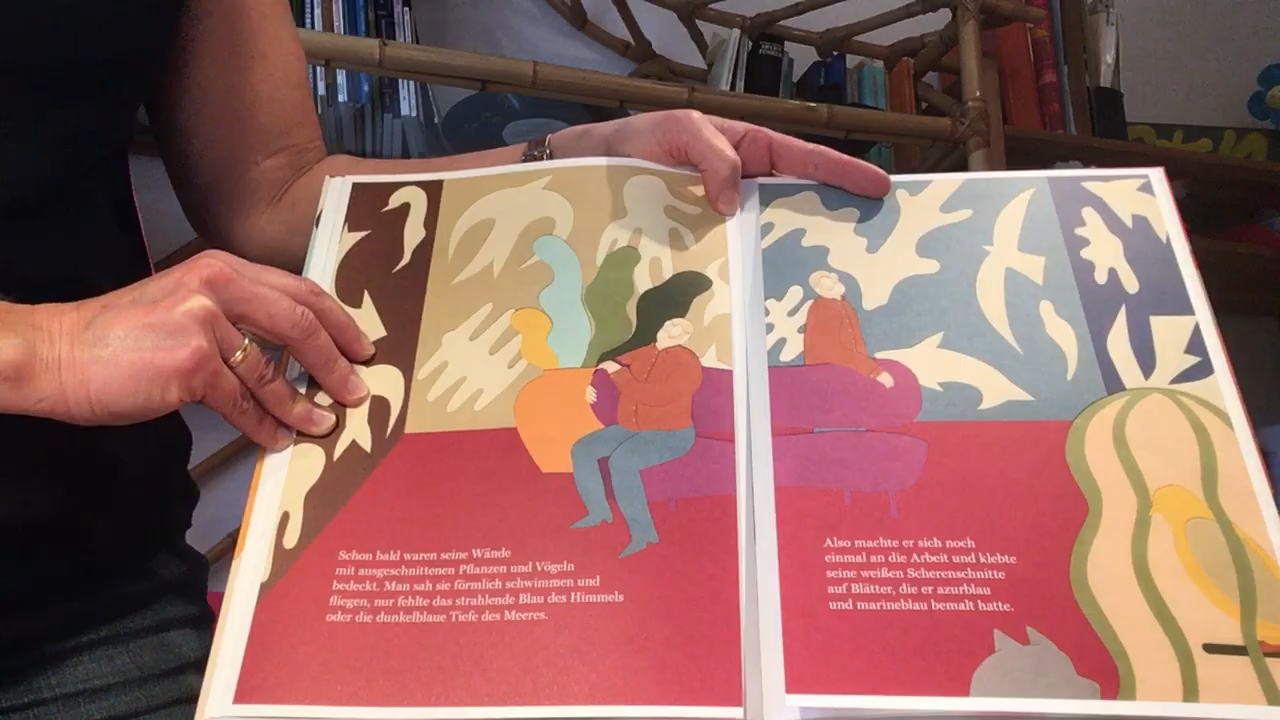 Schon bald waren seine Wände
mit ausgeschnittenen Pflanzen und Vögeln
bedeckt. Man sah sie förmlich schwimmen und
fliegen, nur fehlte das strahlende Blau des Himmels
oder die dunkelblaue Tiefe des Meeres.
Also machte er sich noch
einmal an die Arbeit und klebte
seine weißen Scherenschnitte
auf Blätter, die er azurblau
und marineblau bemalt hatte.